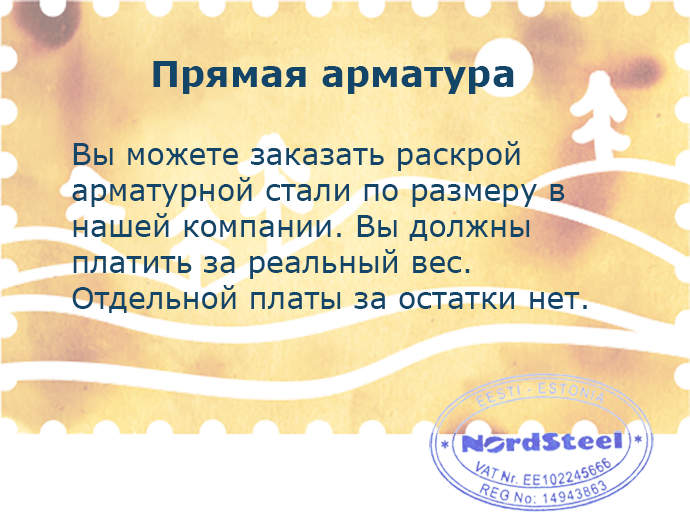 Прямая арматура
Вы можете заказать раскрой
арматурной стали по размеру в
нашей компании. Вы должны
платить за реальный вес.
Отдельной платы за остатки нет.
EESTI - ESTONIA
* NordSteel *
VAT Nr. EE102245666
REG No: 14943863